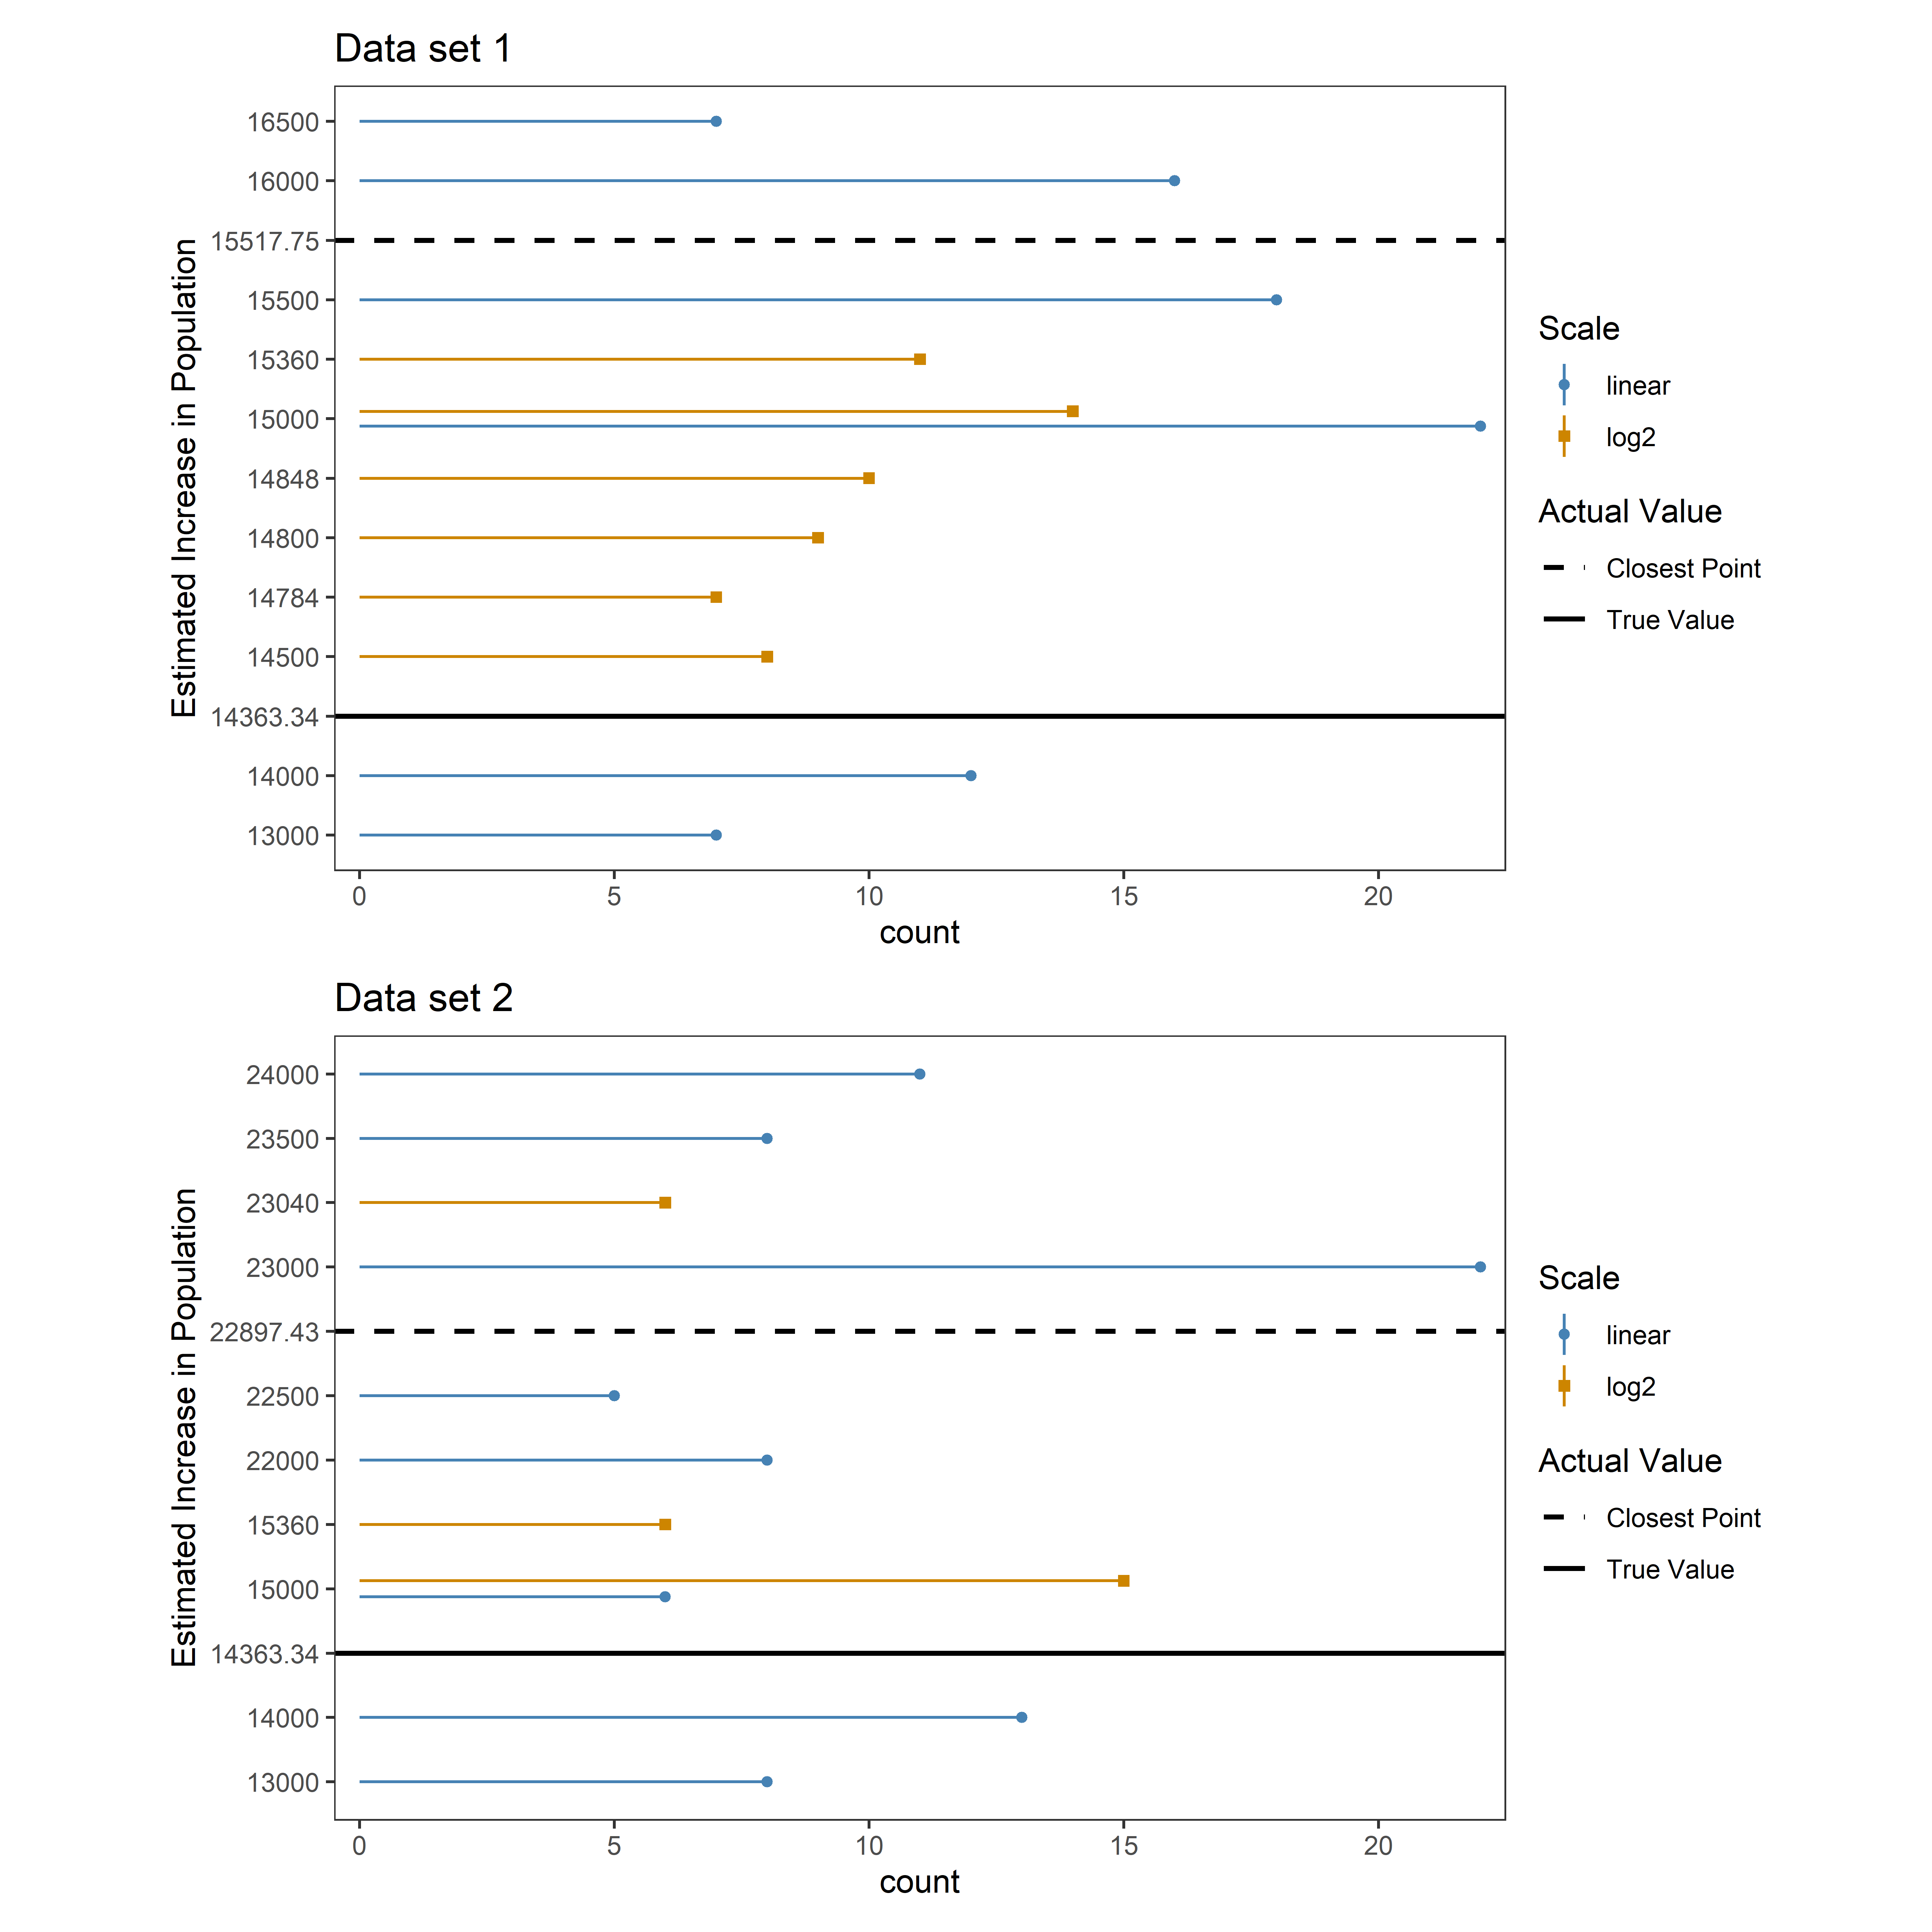 Data set 1
Estimated Increase in Population
16500
16000
15517.75
15500
15360
15000
14848
14800
14784
14500
14363.34
14000
13000
0 5 10 15 20
count
Scale
linear
log2
Actual Value
Closest Point
True Value
Data set 2
Estimated Increase in Population
24000
23500
23040
23000
22897.43
22500
22000
15360
15000
14363.34
14000
13000
0 5 10 15 20
count
Scale
linear
log2
Actual Value
Closest Point
True Value